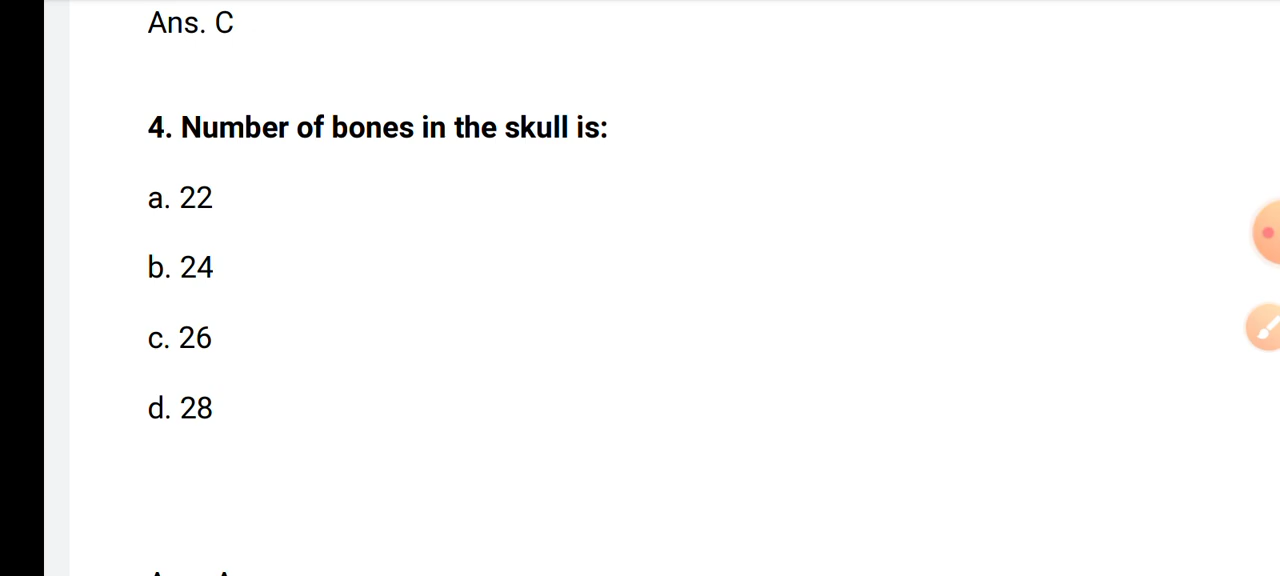 Ans. C
4. Number of bones in the skull is:
a. 22
b. 24
c. 26
d. 28